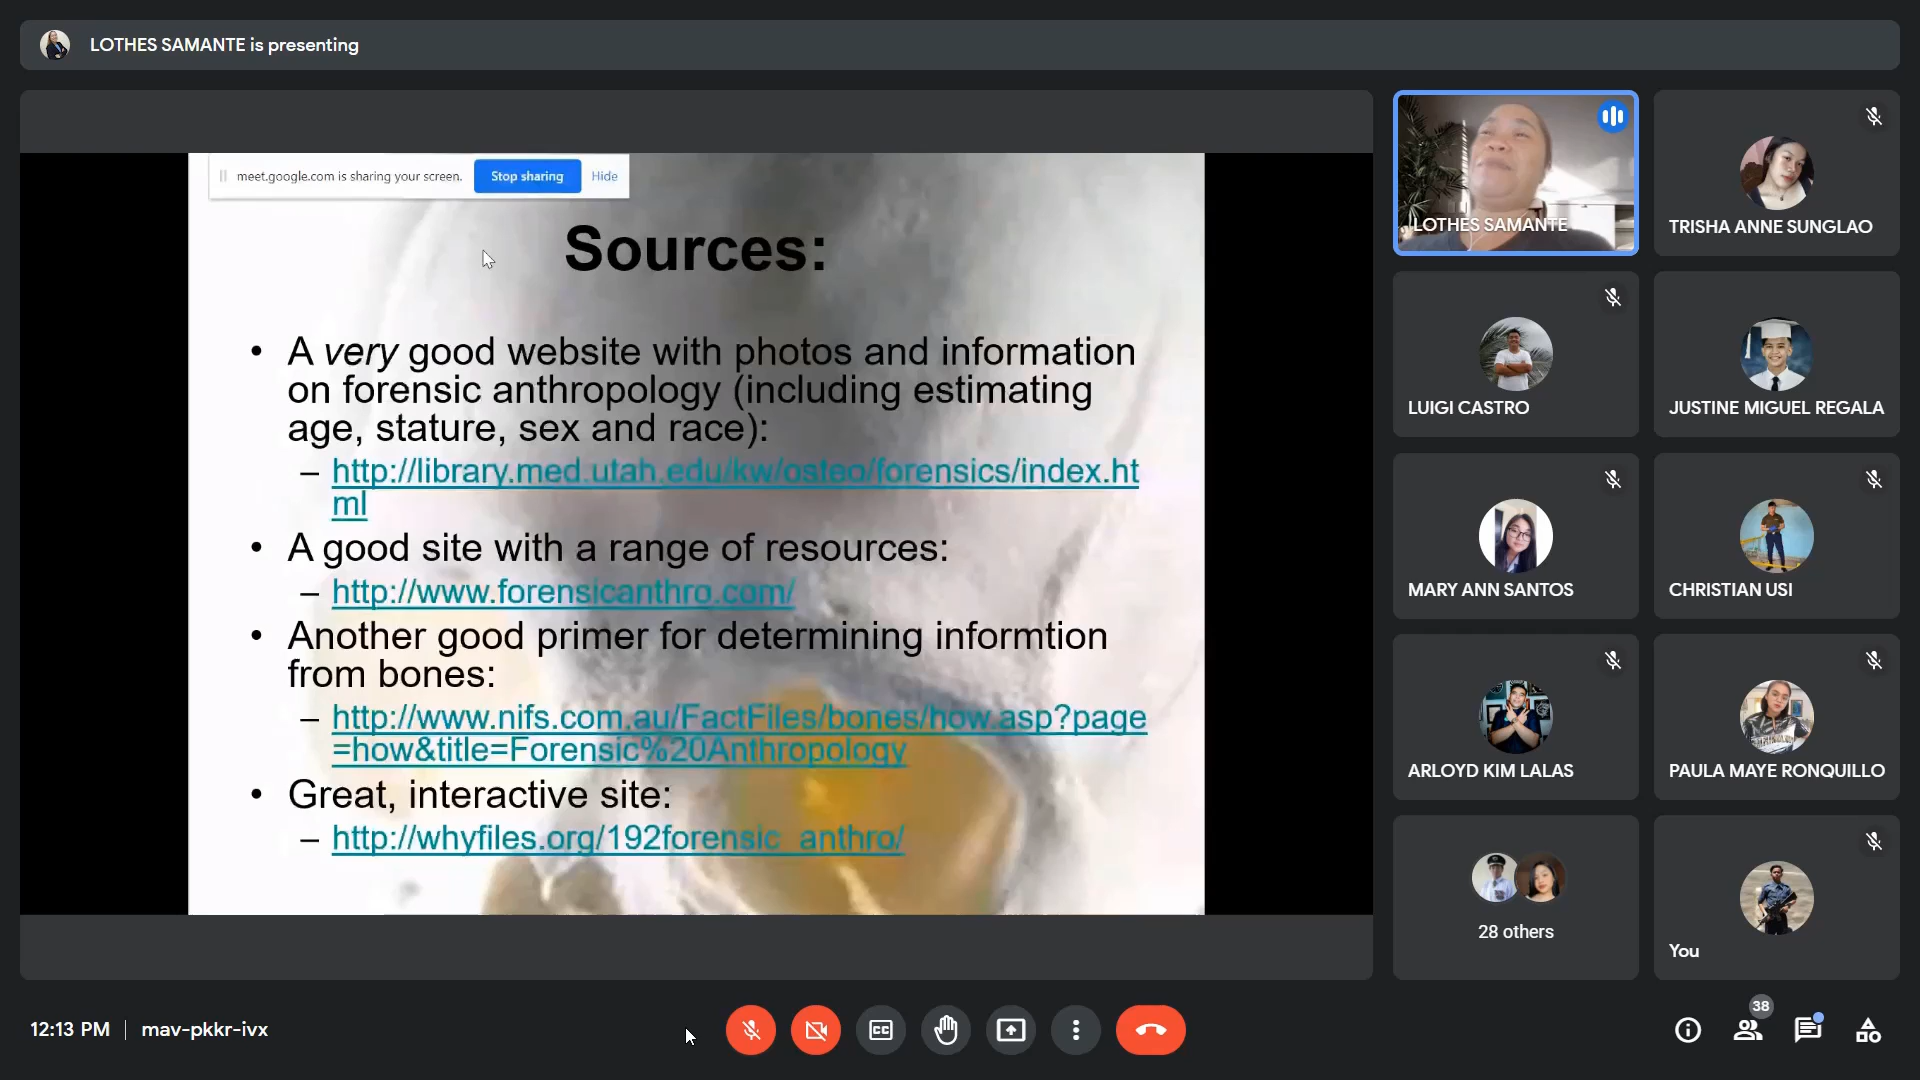 LOTHES SAMANTE is presenting
meet.google.com is sharing your screen.
Stop sharing
Hide
Sources:
• A very good website with photos and information
on forensic anthropology (including estimating
age, stature, sex and race):
– http://library.med.utah.edu/kw/osteo/forensics/index.ht
ml
• A good site with a range of resources:
– http://www.forensicanthro.com/
• Another good primer for determining informtion
from bones:
– http://www.nifs.com.au/FactFiles/bones/how.asp?page
=how&title=Forensic%20Anthropology
• Great, interactive site:
– http://whyfiles.org/192forensic_anthro/
LOTHES SAMANTE
TRISHA ANNE SUNGLAO
LUIGI CASTRO
JUSTINE MIGUEL REGALA
MARY ANN SANTOS
CHRISTIAN USI
ARLOYD KIM LALAS
PAULA MAYE RONQUILLO
28 others
You
12:13 PM | mav-pkkr-ivx
CC
38